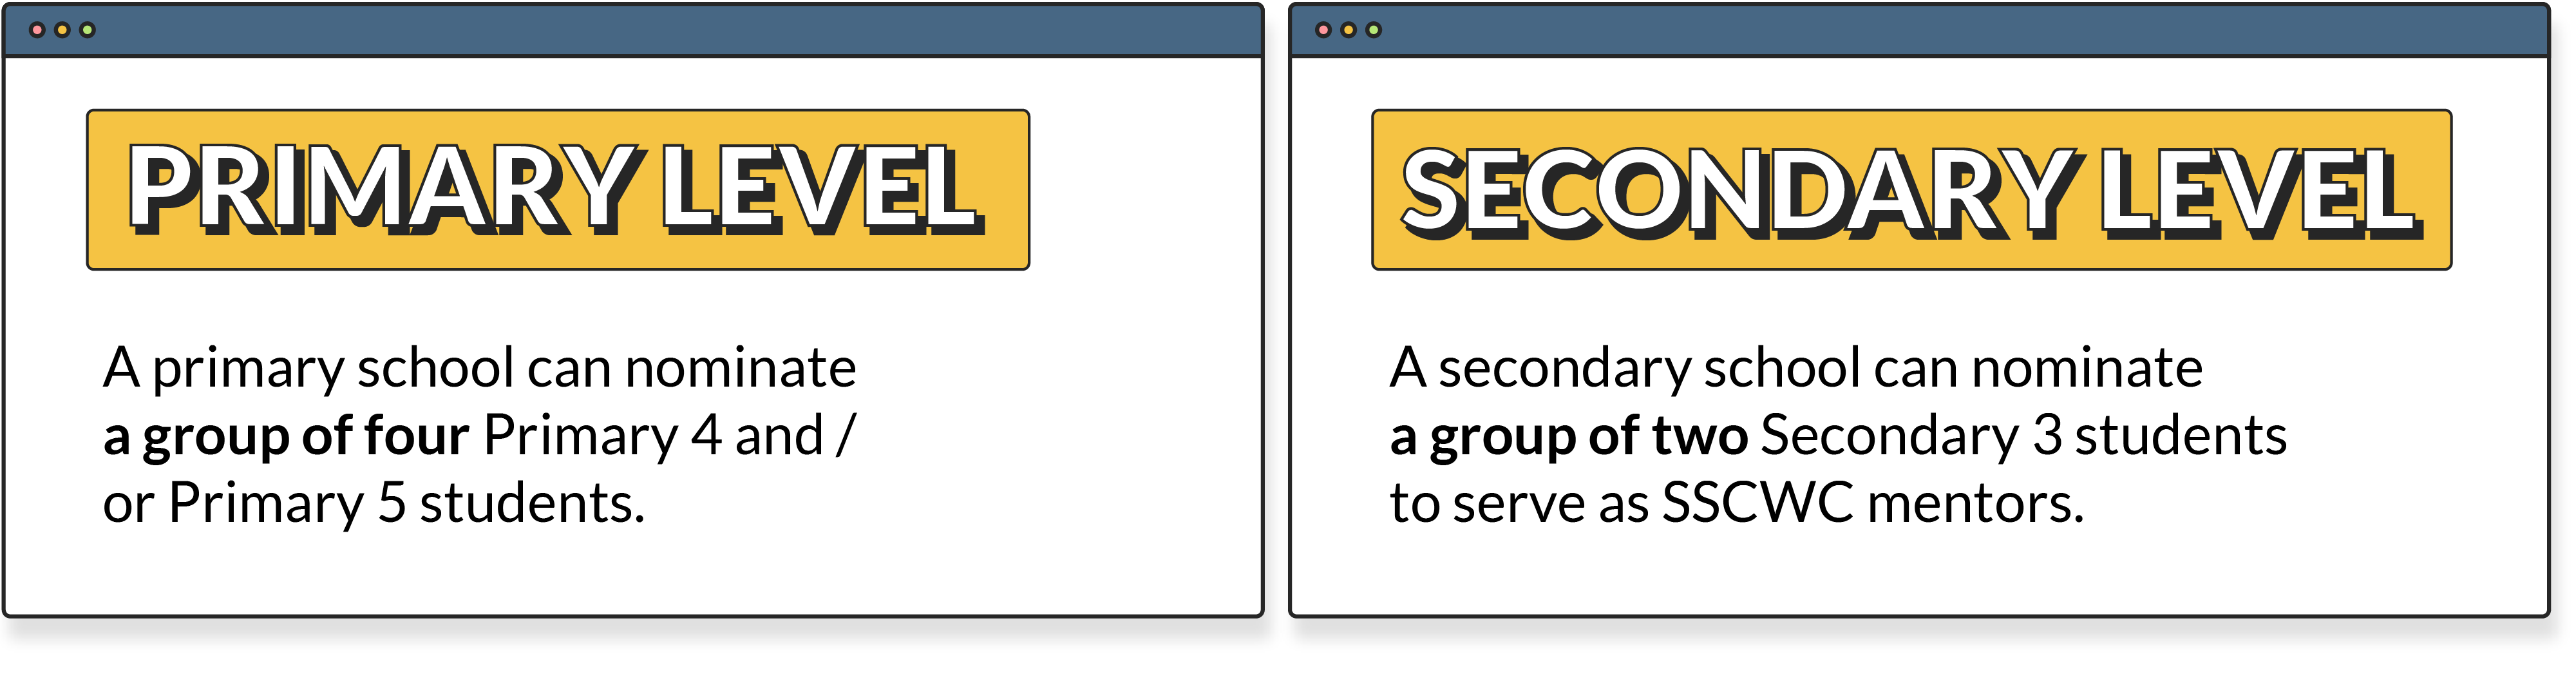 PRIMARY LEVEL
A primary school can nominate
a group of four Primary 4 and /
or Primary 5 students.
SECONDARY LEVEL
A secondary school can nominate
a group of two Secondary 3 students
to serve as SSCWC mentors.